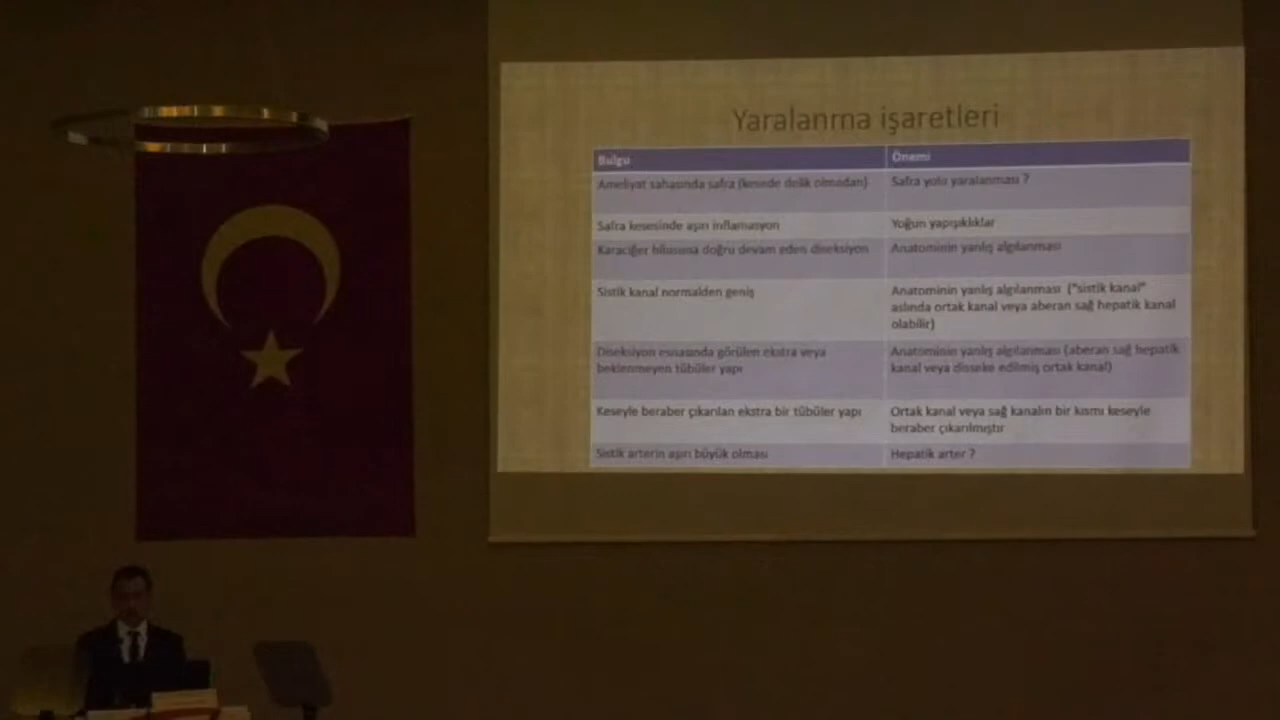 Yaralanma işaretleri
Bulgu
Önemi
Ameliyat sahasında safra (kesede delik olmadan)
Safra yolu yaralanması ?
Safra kesesinde aşırı inflamasyon
Yoğun yapışıklıklar
Karaciğer hilusuna doğru devam eden diseksiyon
Anatominin yanlış algılanması
Sistik kanal normalden geniş
Anatominin yanlış algılanması ("sistik kanal"
aslında ortak kanal veya aberan sağ hepatik kanal
olabilir)
Diseksiyon esnasında görülen ekstra veya
beklenmeyen tübüler yapı
Anatominin yanlış algılanması (aberan sağ hepatik
kanal veya disseke edilmiş ortak kanal)
Keseyle beraber çıkarılan ekstra bir tübüler yapı
Ortak kanal veya sağ kanalın bir kısmı keseyle
beraber çıkarılmıştır
Sistik arterin aşırı büyük olması
Hepatik arter ?